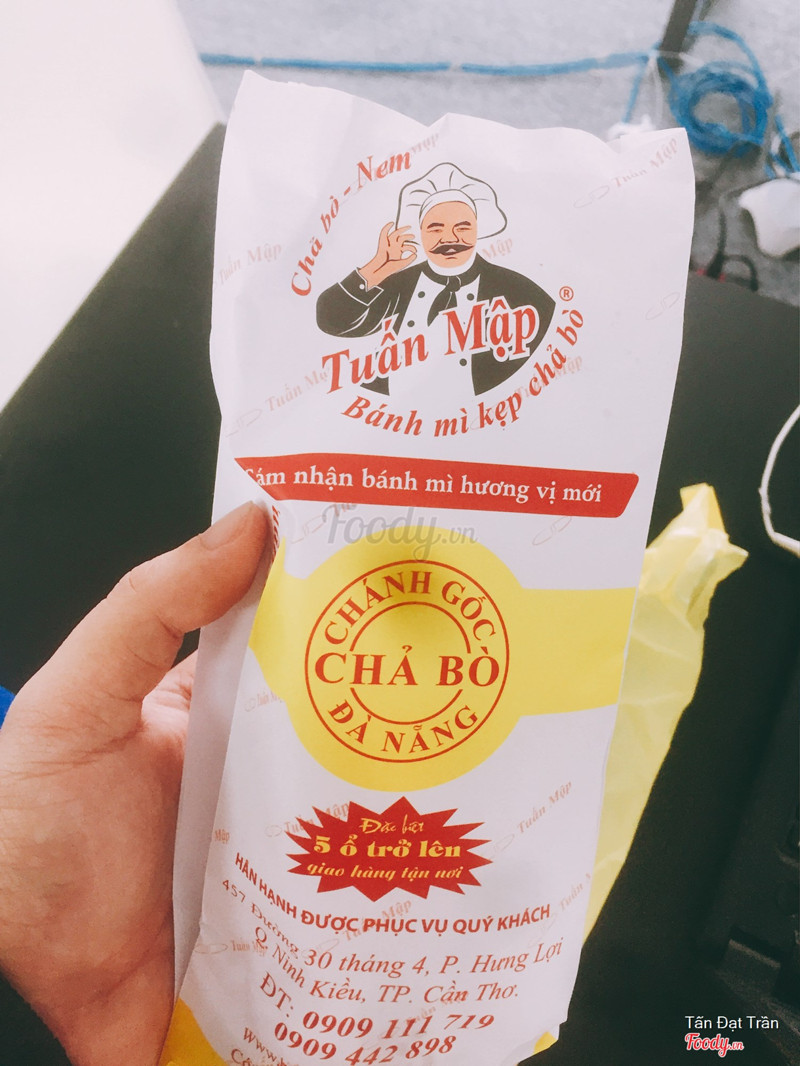 Chả bò - Nem
Tuấn Mập ®
Bánh mì kẹp chả bò
nhận bánh mì hương vị mới
Foody.vn
CHÁNH GỐC
CHẢ BÒ
ĐÀ NẴNG
Đặc biệt
5 ổ trở lên
giao hàng tận nơi
HÂN HẠNH ĐƯỢC PHỤC VỤ QUÝ KHÁCH
457 Đường 30 tháng 4, P. Hưng Lợi
Q. Ninh Kiều, TP. Cần Thơ.
ĐT: 0909 111 719
0909 442 898
Tấn Đạt Trần
Foody.vn